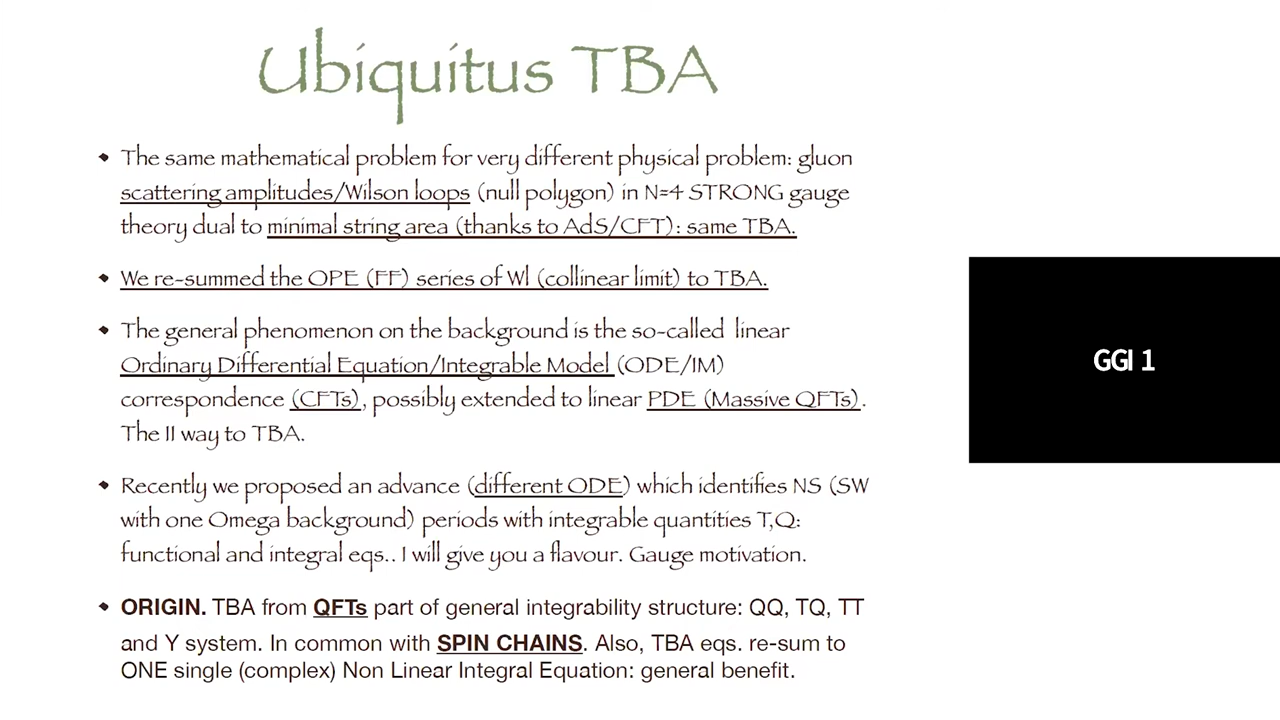 Ubiquitus TBA
The same mathematical problem for very different physical problem: gluon
scattering amplitudes/Wilson loops (null polygon) in N=4 STRONG gauge
theory dual to minimal string area (thanks to AdS/CFT): same TBA.
We re-summed the OPE (FF) series of Wl (collinear limit) to TBA.
The general phenomenon on the background is the so-called linear
Ordinary Differential Equation/Integrable Model (ODE/IM)
correspondence (CFTs), possibly extended to linear PDE (Massive QFTs).
The II way to TBA.
Recently we proposed an advance (different ODE) which identifies NS (SW
with one Omega background) periods with integrable quantities T,Q:
functional and integral eqs.. I will give you a flavour. Gauge motivation.
ORIGIN. TBA from QFTs part of general integrability structure: QQ, TQ, TT
and Y system. In common with SPIN CHAINS. Also, TBA eqs. re-sum to
ONE single (complex) Non Linear Integral Equation: general benefit.
GGI 1